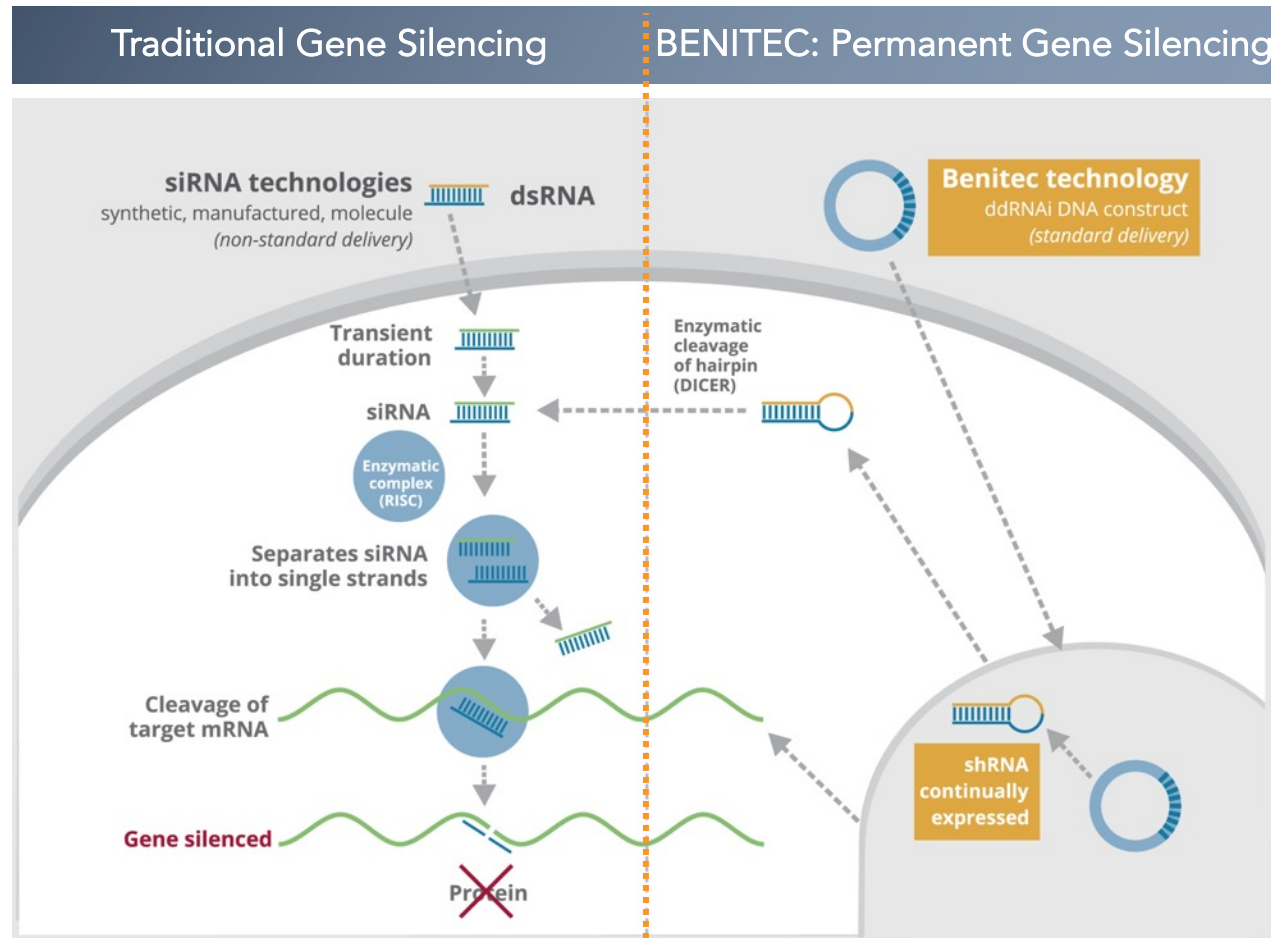 Traditional Gene Silencing
BENITEC: Permanent Gene Silencing
siRNA technologies
synthetic, manufactured, molecule
(non-standard delivery)
dsRNA
Benitec technology
ddRNAi DNA construct
(standard delivery)
Transient
duration
Enzymatic
cleavage
of hairpin
(DICER)
siRNA
Enzymatic
complex
(RISC)
Separates siRNA
into single strands
Cleavage of
target mRNA
shRNA
continually
expressed
Gene silenced
Protein